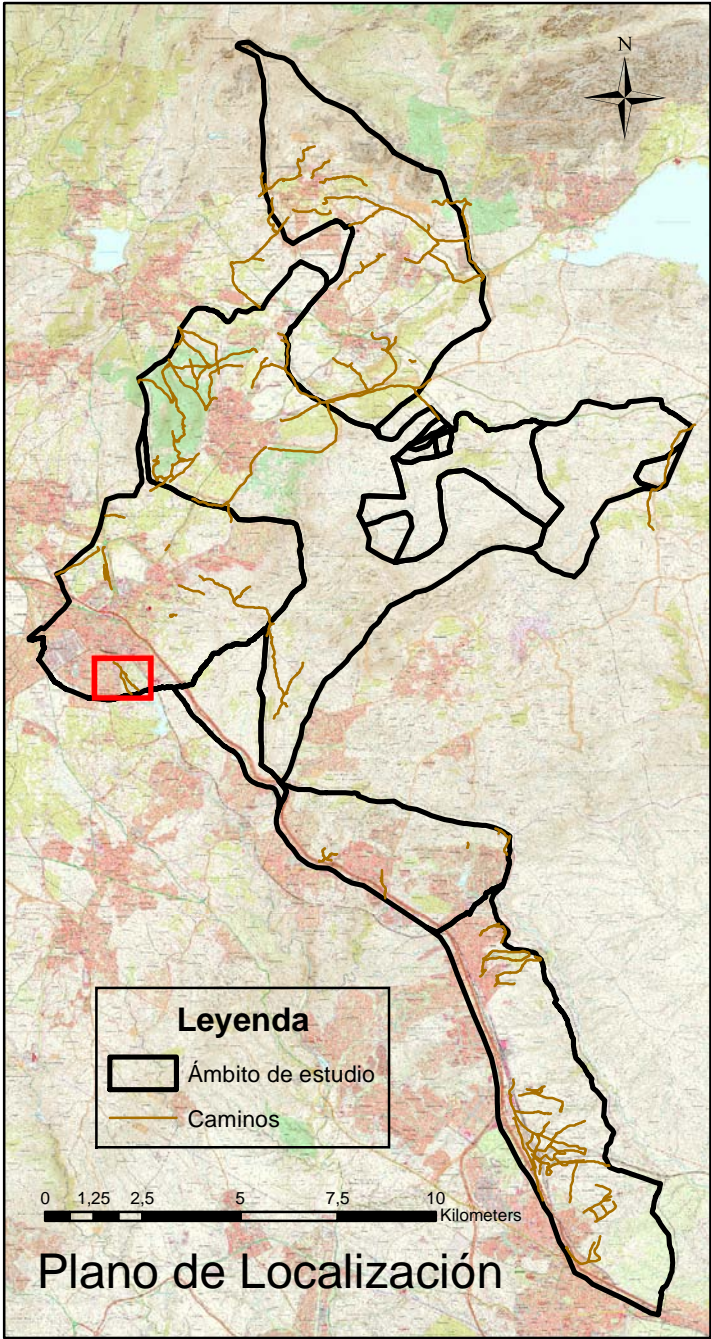 N
Leyenda
Ámbito de estudio
Caminos
0 1,25 2,5 5 7,5 10
Kilometers
Plano de Localización